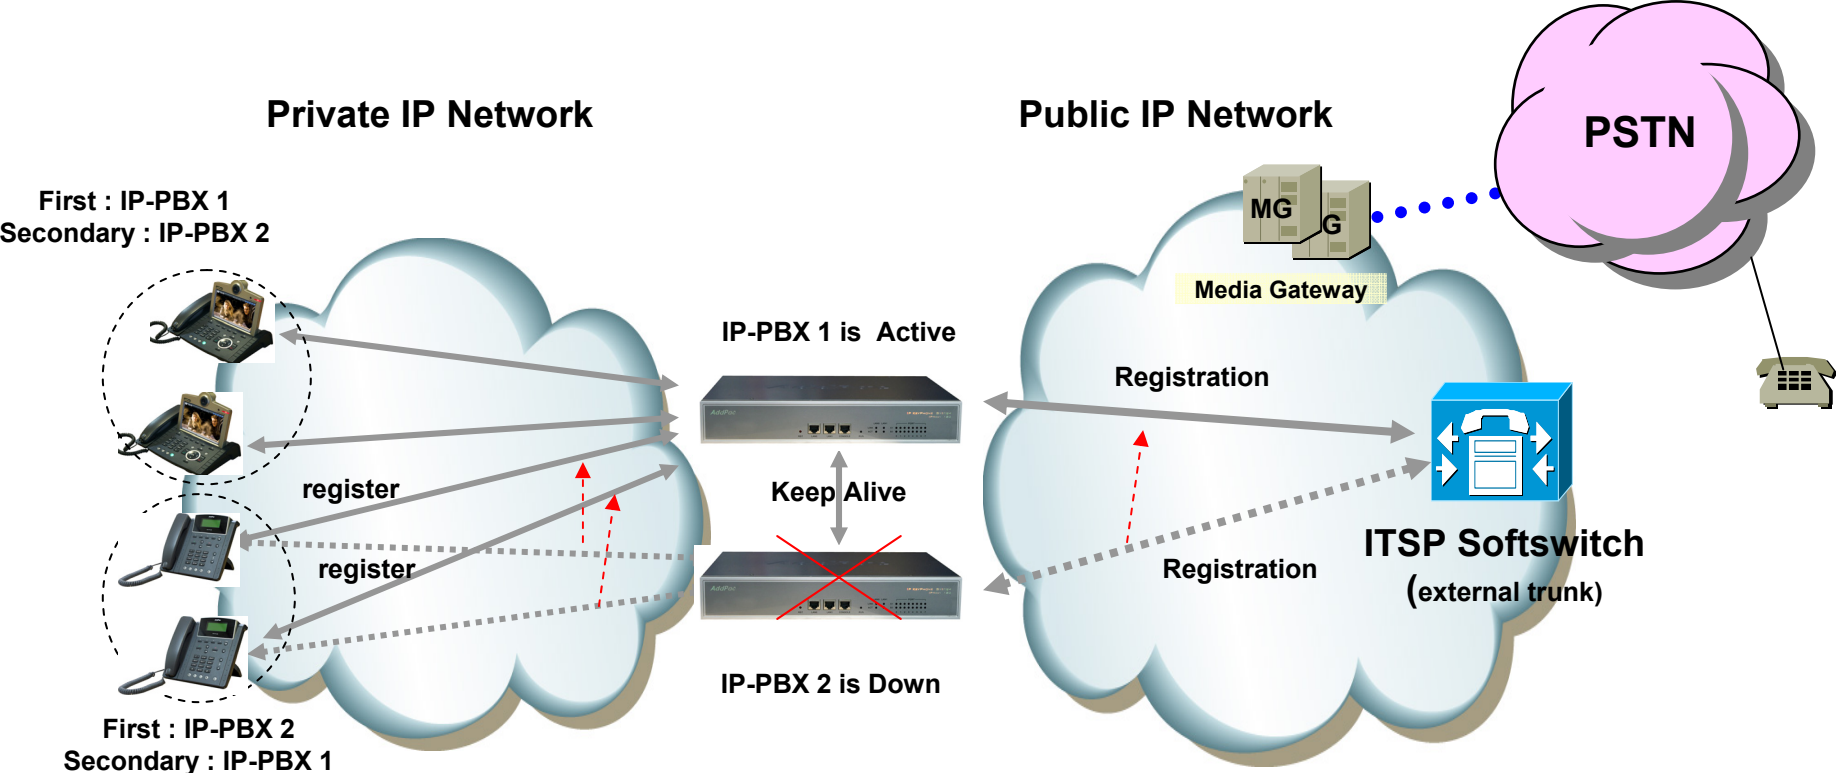 Private IP Network
Public IP Network
PSTN
First : IP-PBX 1
Secondary : IP-PBX 2
MG
G
Media Gateway
IP-PBX 1 is Active
Registration
AddPac
register
Keep Alive
register
Registration
ITSP Softswitch
(external trunk)
AddPac
IP-PBX 2 is Down
First : IP-PBX 2
Secondary : IP-PBX 1